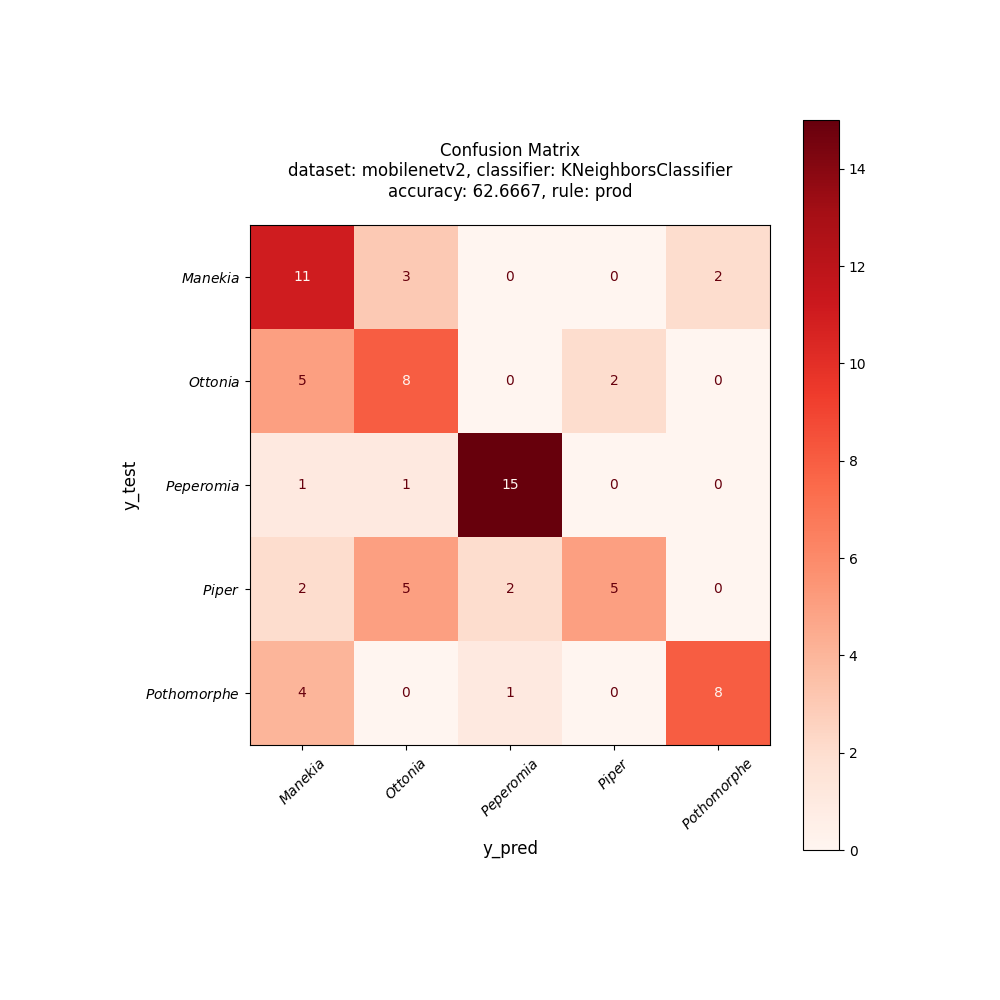 Confusion Matrix
dataset: mobilenetv2, classifier: KNeighborsClassifier
accuracy: 62.6667, rule: prod
Manekia 11 3 0 0 2
Ottonia 5 8 0 2 0
Peperomia 1 1 15 0 0
Piper 2 5 2 5 0
Pothomorphe 4 0 1 0 8
Manekia Ottonia Peperomia Piper Pothomorphe
y_pred
y_test
14
12
10
8
6
4
2
0